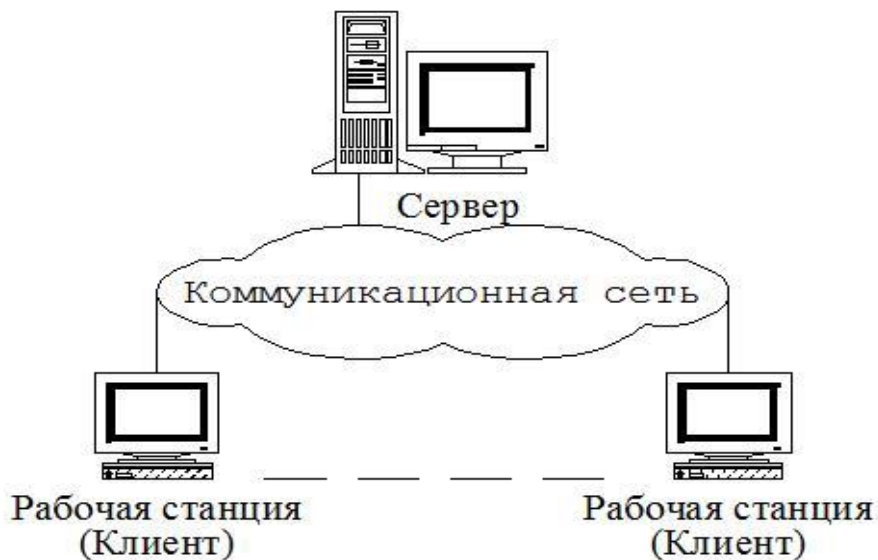 Сервер
Коммуникационная сеть
Рабочая станция
(Клиент)
Рабочая станция
(Клиент)